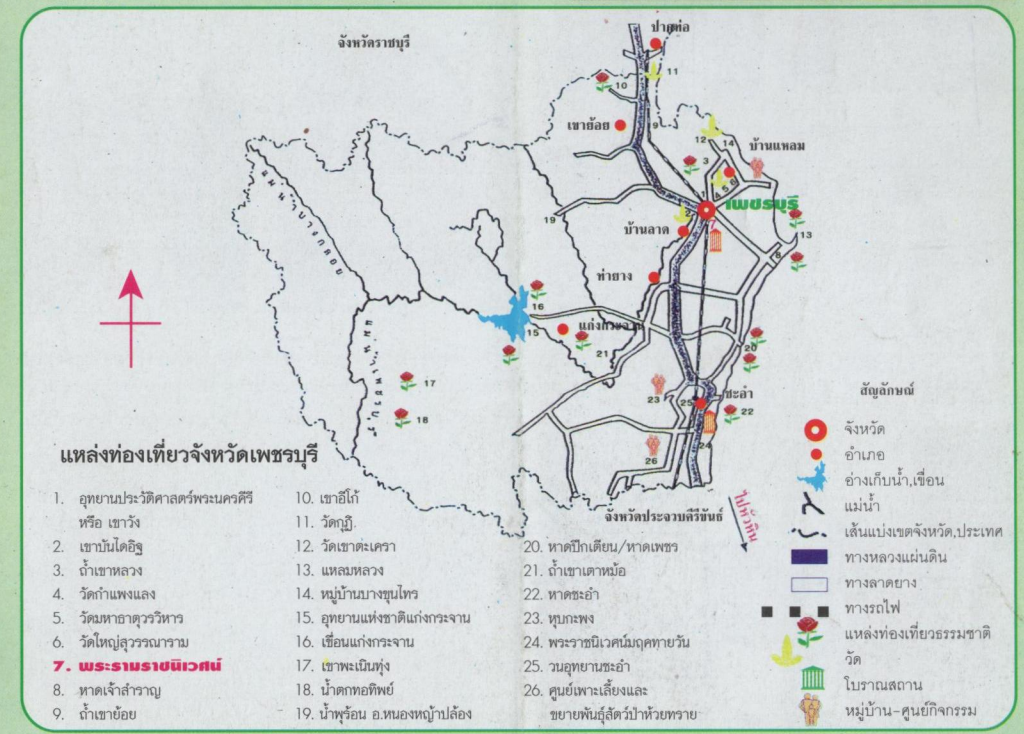 จังหวัดราชบุรี
ปากท่อ
11
10
เขาย้อย
9
12
14
บ้านแหลม
3
4 5 6
1
เพชรบุรี
2
19
บ้านลาด
13
8
ท่ายาง
แม่น้ำบางกลอย
16
15
แก่งกระจาน
21
20
แม่น้ำเพชรบุรี
17
18
23
25
ชะอำ
22
24
26
จังหวัดประจวบคีรีขันธ์
ไปหัวหิน
แหล่งท่องเที่ยวจังหวัดเพชรบุรี
1. อุทยานประวัติศาสตร์พระนครคีรี
หรือ เขาวัง
2. เขาบันไดอิฐ
3. ถ้ำเขาหลวง
4. วัดกำแพงแลง
5. วัดมหาธาตุวรวิหาร
6. วัดใหญ่สุวรรณาราม
7. พระรามราชนิเวศน์
8. หาดเจ้าสำราญ
9. ถ้ำเขาย้อย
10. เขาอีโก้
11. วัดกุฏิ
12. วัดเขาตะเครา
13. แหลมหลวง
14. หมู่บ้านบางขุนไทร
15. อุทยานแห่งชาติแก่งกระจาน
16. เขื่อนแก่งกระจาน
17. เขาพะเนินทุ่ง
18. น้ำตกทอทิพย์
19. น้ำพุร้อน อ.หนองหญ้าปล้อง
20. หาดปึกเตียน/หาดเพชร
21. ถ้ำเขาเตาหม้อ
22. หาดชะอำ
23. หุบกะพง
24. พระราชนิเวศน์มฤคทายวัน
25. วนอุทยานชะอำ
26. ศูนย์เพาะเลี้ยงและ
ขยายพันธุ์สัตว์ป่าห้วยทราย
สัญลักษณ์
จังหวัด
อำเภอ
อ่างเก็บน้ำ,เขื่อน
แม่น้ำ
เส้นแบ่งเขตจังหวัด,ประเทศ
ทางหลวงแผ่นดิน
ทางลาดยาง
ทางรถไฟ
แหล่งท่องเที่ยวธรรมชาติ
วัด
โบราณสถาน
หมู่บ้าน-ศูนย์กิจกรรม